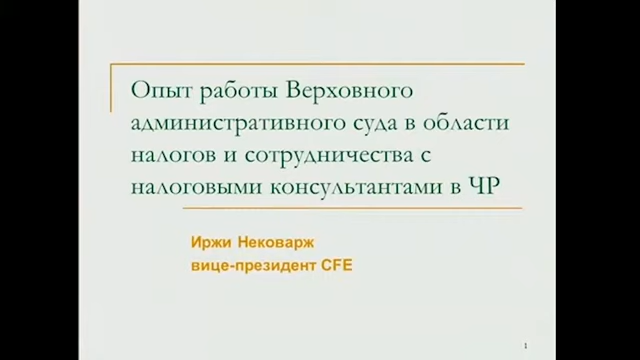 Опыт работы Верховного
административного суда в области
налогов и сотрудничества с
налоговыми консультантами в ЧР
Иржи Нековарж
вице-президент CFE
1